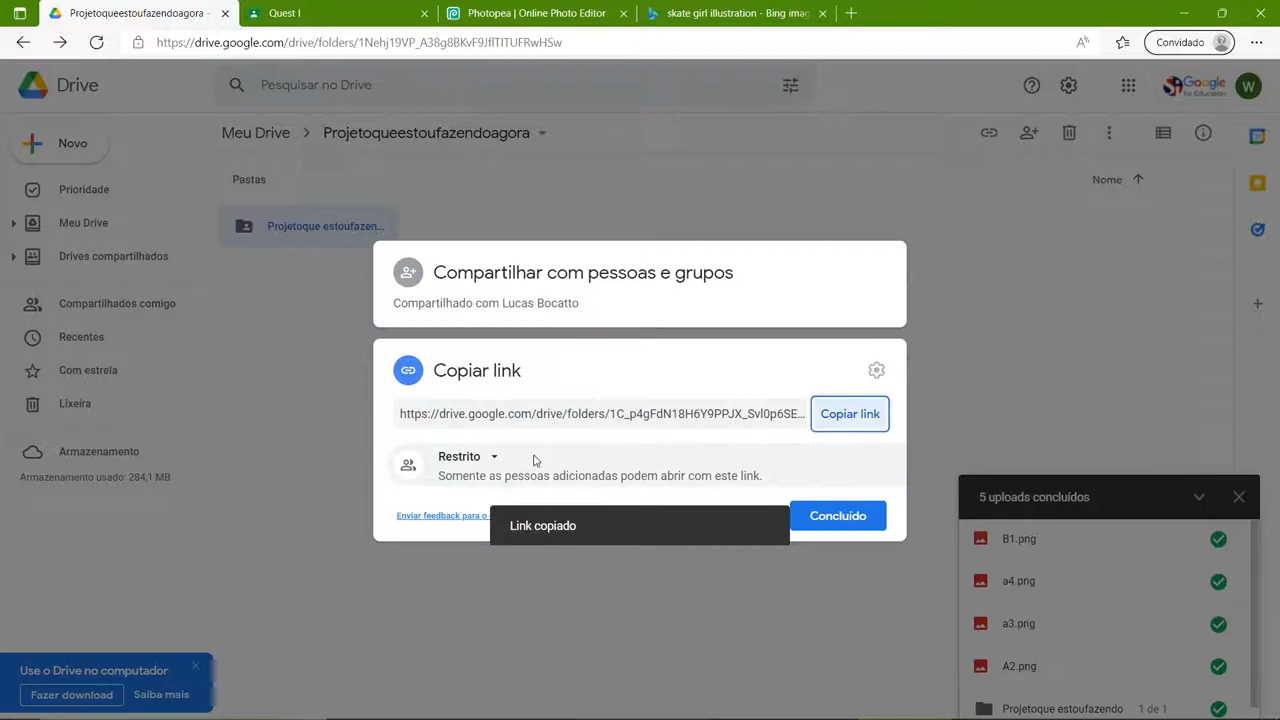 Projetoqueestoufazendoagora -
Quest I
Photopea | Online Photo Editor
skate girl illustration - Bing imag
https://drive.google.com/drive/folders/1Nehj19VP_A38g8BKvF9JflTITUFRwHSw
Convidado
Drive
Pesquisar no Drive
Google
for Education
W
Novo
Meu Drive
Projetoqueestoufazendoagora
Prioridade
Meu Drive
Drives compartilhados
Compartilhados comigo
Recentes
Com estrela
Lixeira
Armazenamento
Armazenamento usado: 284,1 MB
Pastas
Nome
Projetoque estoufazen...
Compartilhar com pessoas e grupos
Compartilhado com Lucas Bocatto
Copiar link
https://drive.google.com/drive/folders/1C_p4gFdN18H6Y9PPJX_Svl0p6SE...
Copiar link
Restrito
Somente as pessoas adicionadas podem abrir com este link.
Enviar feedback para o
Link copiado
Concluído
5 uploads concluídos
B1.png
a4.png
a3.png
A2.png
Projetoque estoufazendo
1 de 1
Use o Drive no computador
Fazer download
Saiba mais